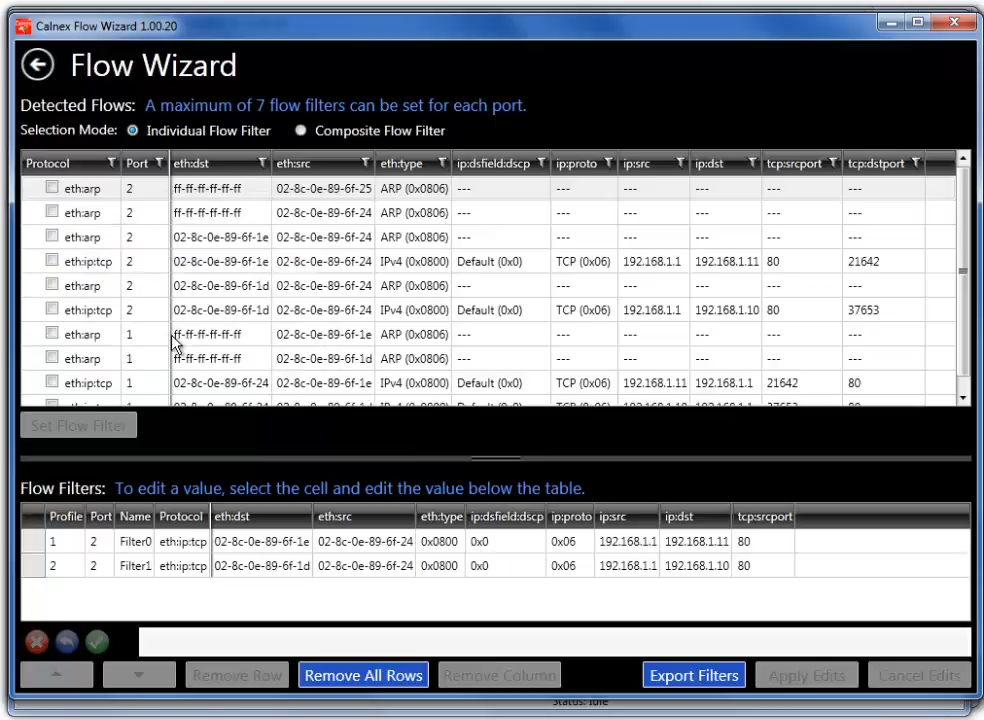 Calnex Flow Wizard 1.00.20
Flow Wizard
Detected Flows: A maximum of 7 flow filters can be set for each port.
Selection Mode: Individual Flow Filter Composite Flow Filter
Protocol Port eth:dst eth:src eth:type ip:dsfield:dscp ip:proto ip:src ip:dst tcp:srcport tcp:dstport
eth:arp 2 ff-ff-ff-ff-ff-ff 02-8c-0e-89-6f-25 ARP (0x0806) --- --- --- --- --- ---
eth:arp 2 ff-ff-ff-ff-ff-ff 02-8c-0e-89-6f-24 ARP (0x0806) --- --- --- --- --- ---
eth:arp 2 02-8c-0e-89-6f-1e 02-8c-0e-89-6f-24 ARP (0x0806) --- --- --- --- --- ---
eth:ip:tcp 2 02-8c-0e-89-6f-1e 02-8c-0e-89-6f-24 IPv4 (0x0800) Default (0x0) TCP (0x06) 192.168.1.1 192.168.1.11 80 21642
eth:arp 2 02-8c-0e-89-6f-1d 02-8c-0e-89-6f-24 ARP (0x0806) --- --- --- --- --- ---
eth:ip:tcp 2 02-8c-0e-89-6f-1d 02-8c-0e-89-6f-24 IPv4 (0x0800) Default (0x0) TCP (0x06) 192.168.1.1 192.168.1.10 80 37653
eth:arp 1 ff-ff-ff-ff-ff-ff 02-8c-0e-89-6f-1e ARP (0x0806) --- --- --- --- --- ---
eth:arp 1 ff-ff-ff-ff-ff-ff 02-8c-0e-89-6f-1d ARP (0x0806) --- --- --- --- --- ---
eth:ip:tcp 1 02-8c-0e-89-6f-24 02-8c-0e-89-6f-1e IPv4 (0x0800) Default (0x0) TCP (0x06) 192.168.1.11 192.168.1.1 21642 80
Set Flow Filter
Flow Filters: To edit a value, select the cell and edit the value below the table.
Profile Port Name Protocol eth:dst eth:src eth:type ip:dsfield:dscp ip:proto ip:src ip:dst tcp:srcport
1 2 Filter0 eth:ip:tcp 02-8c-0e-89-6f-1e 02-8c-0e-89-6f-24 0x0800 0x0 0x06 192.168.1.1 192.168.1.11 80
2 2 Filter1 eth:ip:tcp 02-8c-0e-89-6f-1d 02-8c-0e-89-6f-24 0x0800 0x0 0x06 192.168.1.1 192.168.1.10 80
Remove Row Remove All Rows Remove Column Export Filters Apply Edits Cancel Edits
Status: Idle